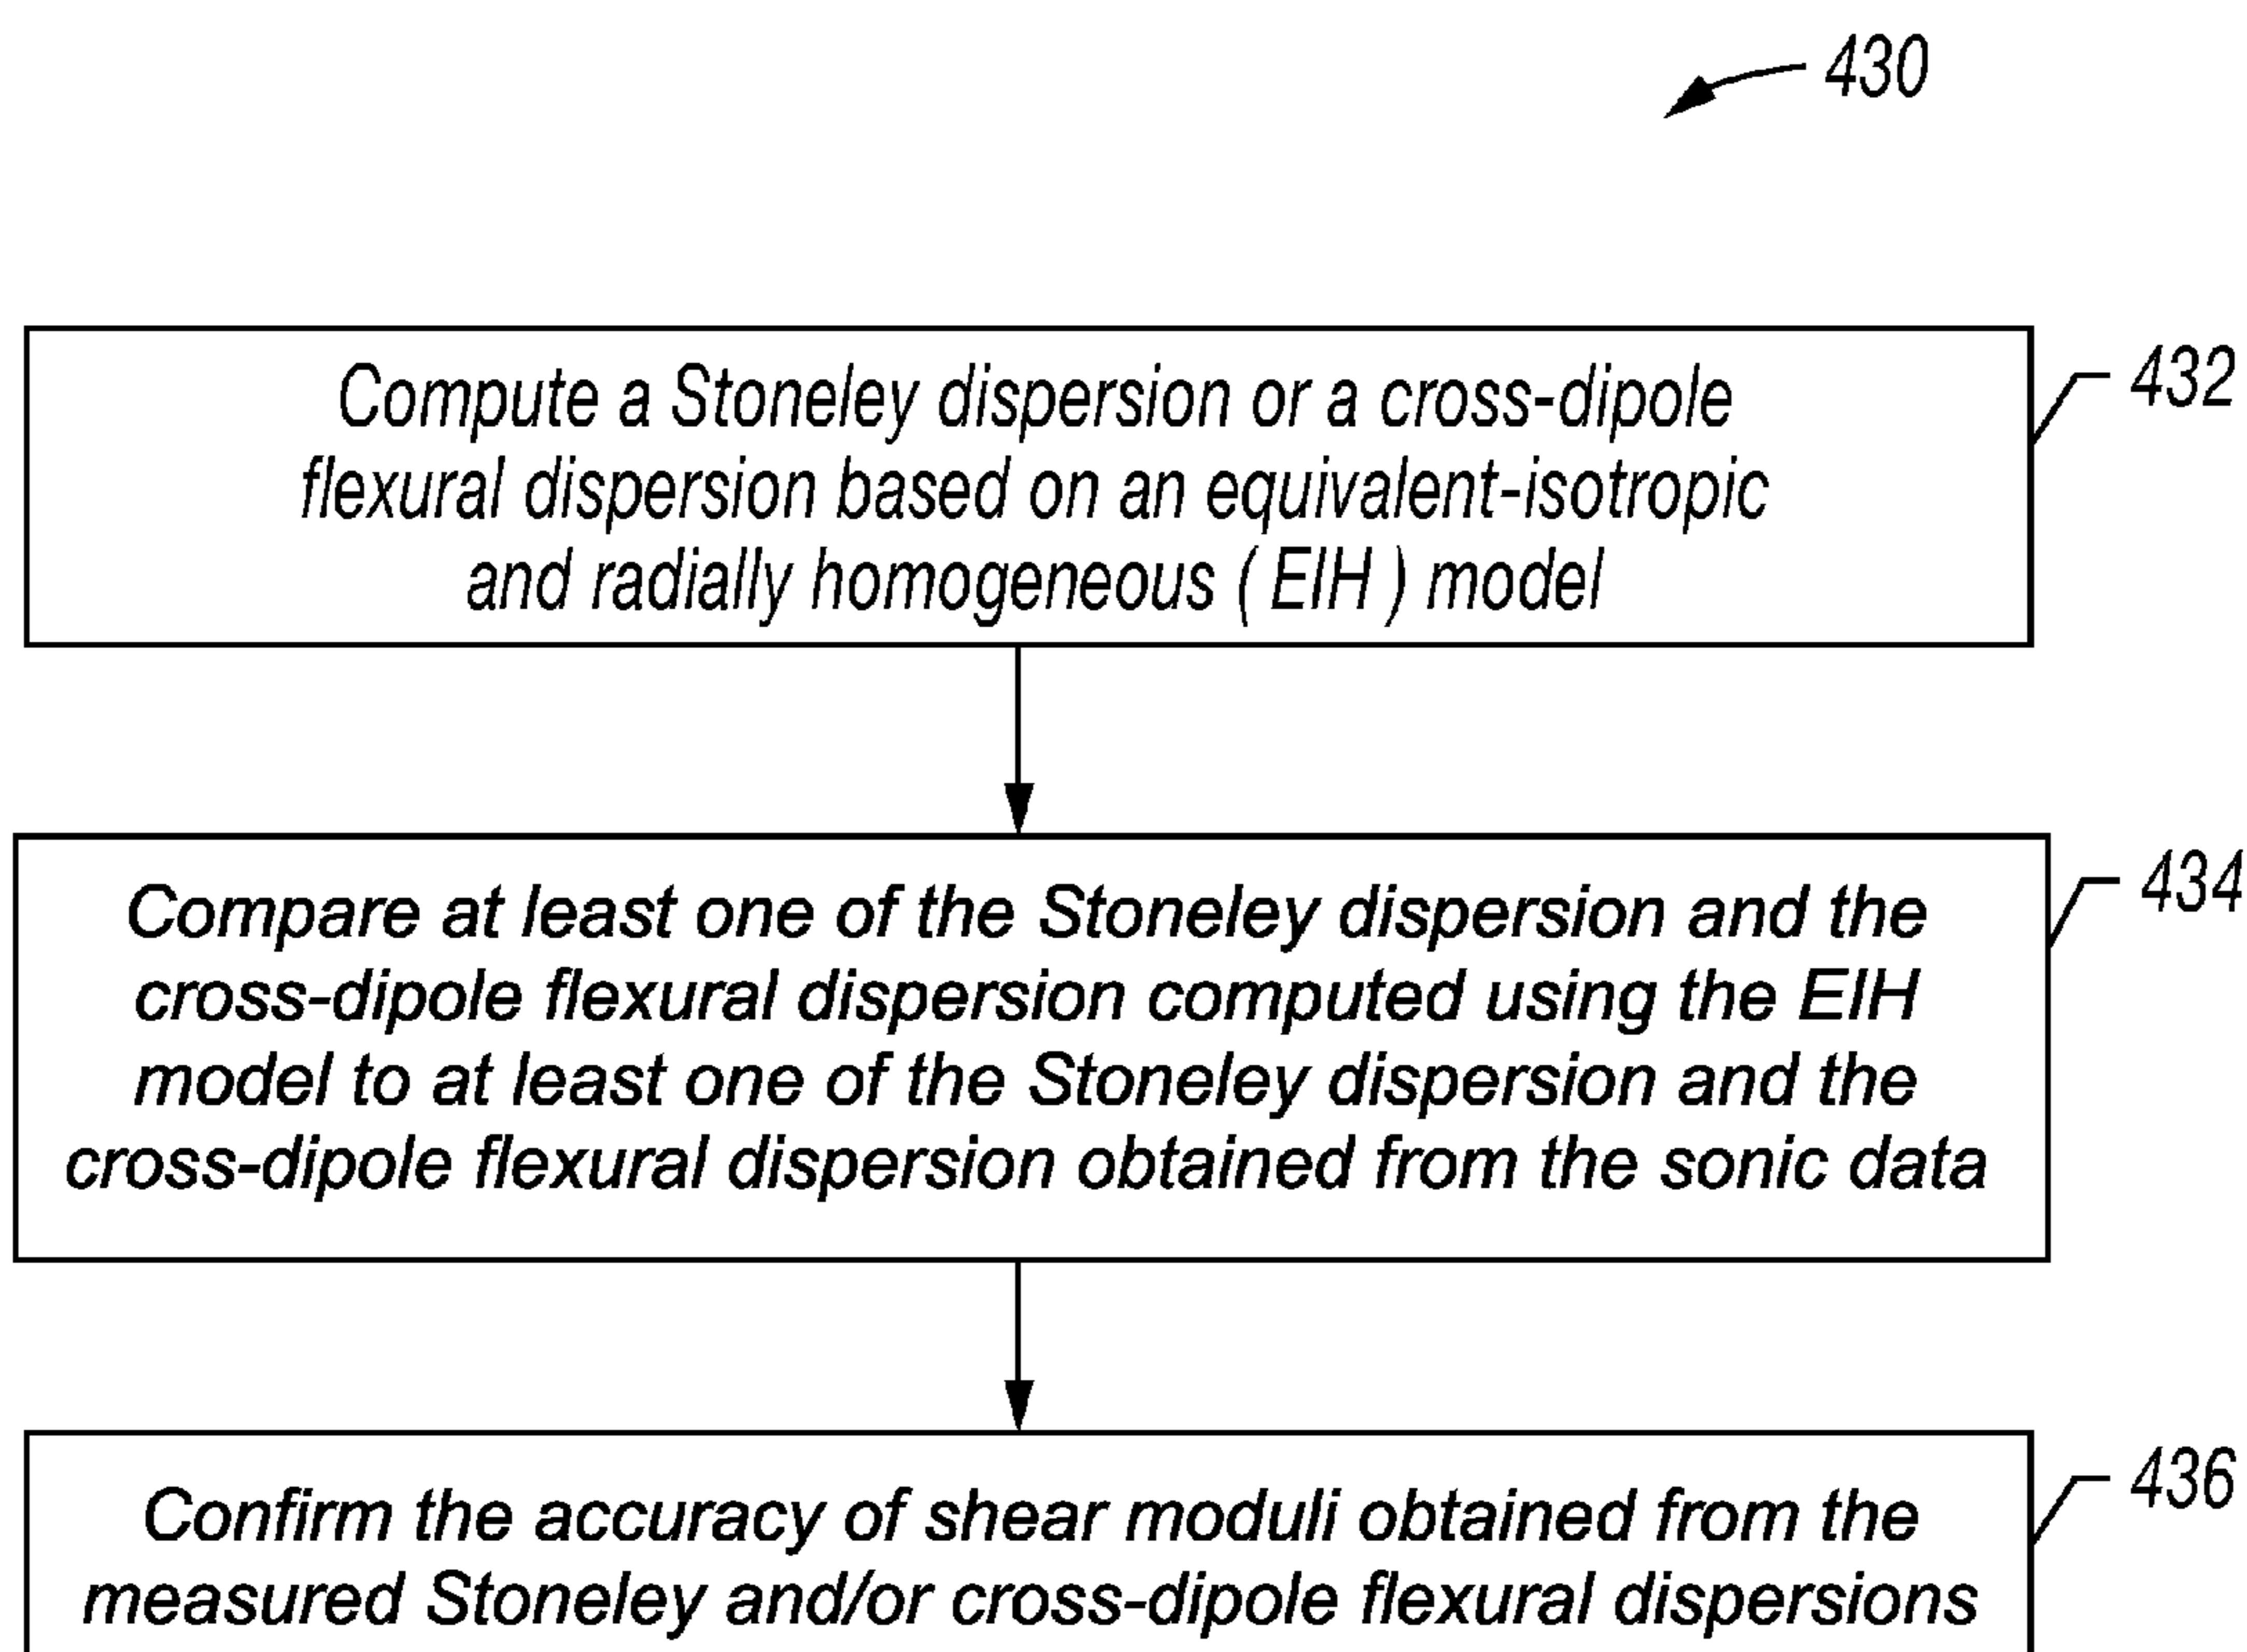 430
Compute a Stoneley dispersion or a cross-dipole
flexural dispersion based on an equivalent-isotropic
and radially homogeneous ( EIH ) model
432
Compare at least one of the Stoneley dispersion and the
cross-dipole flexural dispersion computed using the EIH
model to at least one of the Stoneley dispersion and the
cross-dipole flexural dispersion obtained from the sonic data
434
Confirm the accuracy of shear moduli obtained from the
measured Stoneley and/or cross-dipole flexural dispersions
436